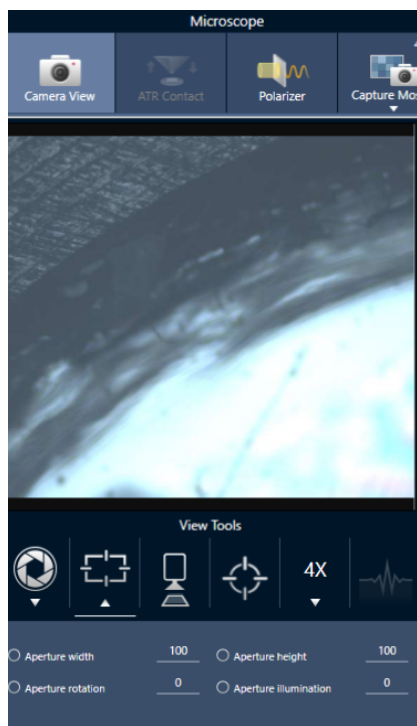 Microscope
Camera View
ATR Contact
Polarizer
Capture Mos
View Tools
4X
Aperture width 100
Aperture height 100
Aperture rotation 0
Aperture illumination 0